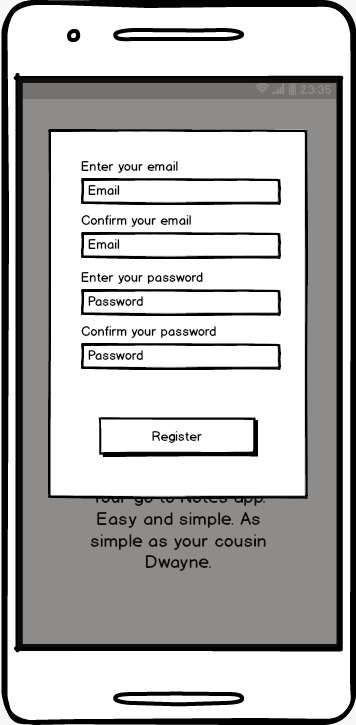 23:35
Enter your email
Email
Confirm your email
Email
Enter your password
Password
Confirm your password
Password
Register
Your go to Notes app.
Easy and simple. As
simple as your cousin
Dwayne.